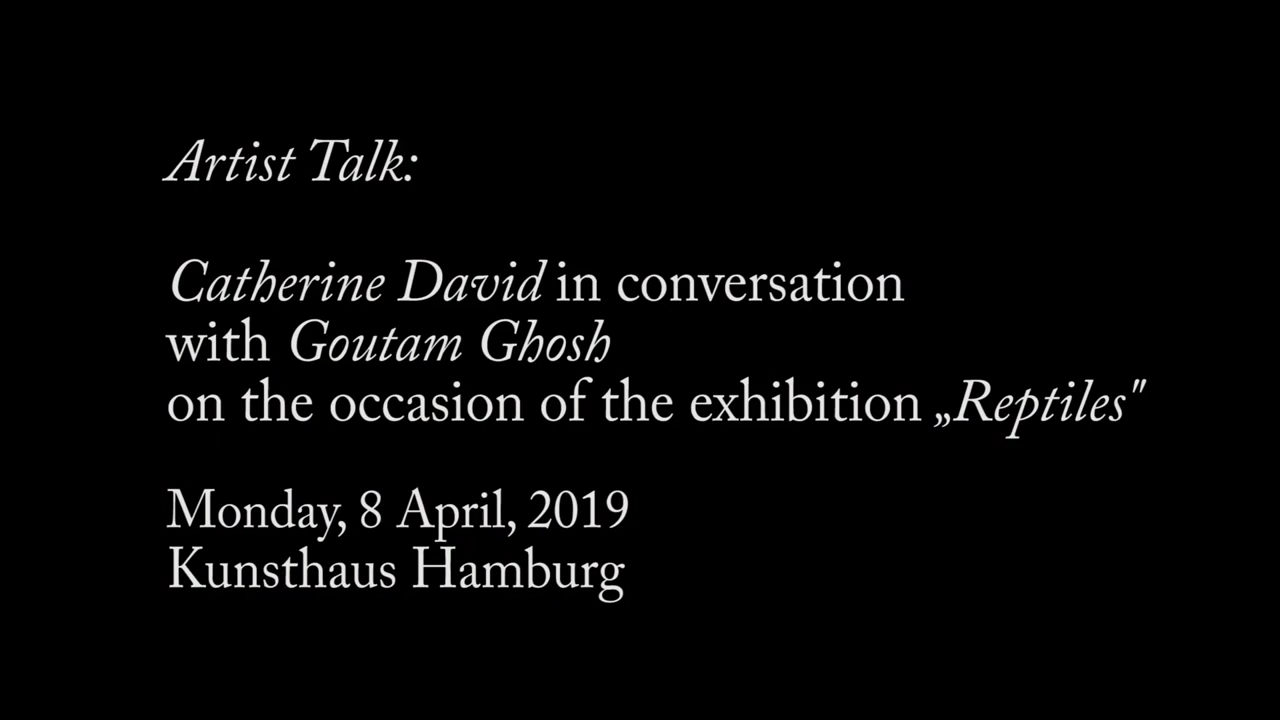 Artist Talk:
Catherine David in conversation
with Goutam Ghosh
on the occasion of the exhibition „Reptiles"
Monday, 8 April, 2019
Kunsthaus Hamburg